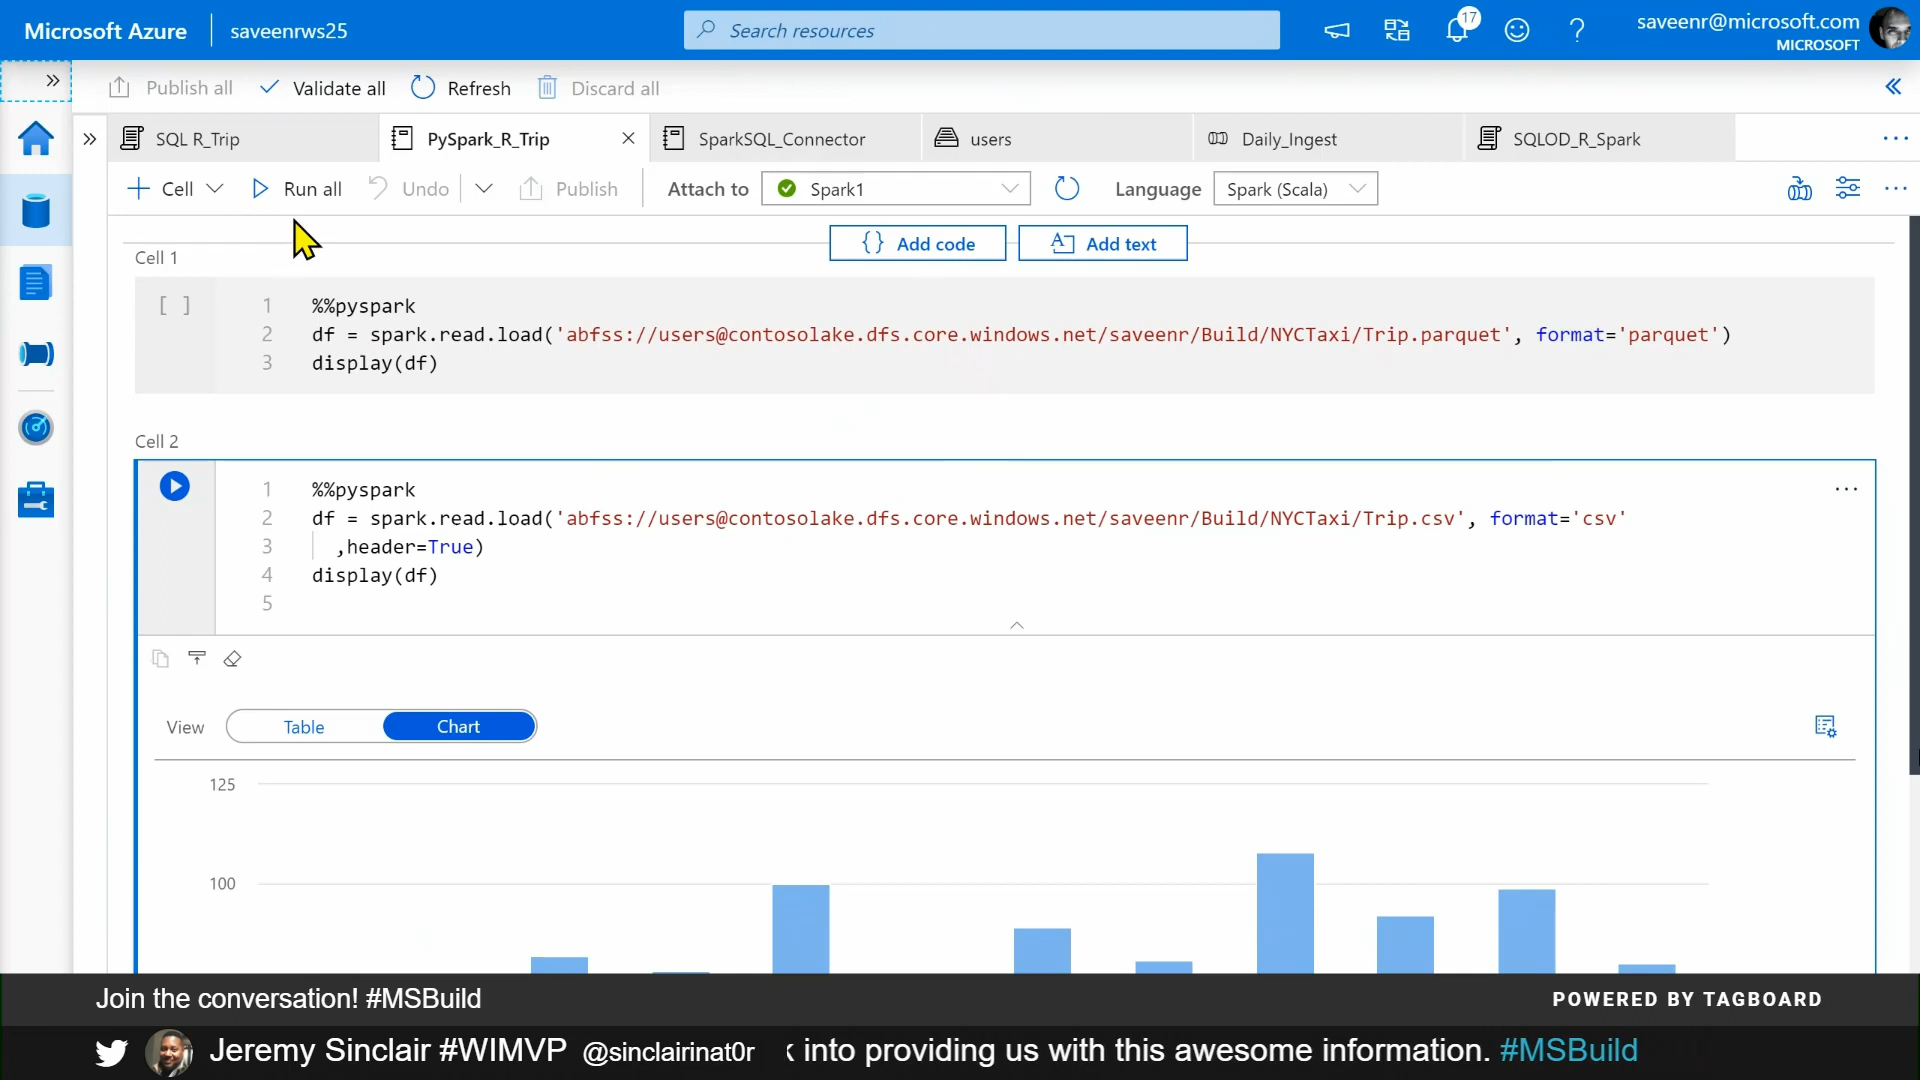 Microsoft Azure saveenrws25 Search resources 17 saveenr@microsoft.com
MICROSOFT
Publish all Validate all Refresh Discard all
SQL R_Trip PySpark_R_Trip SparkSQL_Connector users Daily_Ingest SQLOD_R_Spark
Cell Run all Undo Publish Attach to Spark1 Language Spark (Scala)
{} Add code Add text
Cell 1
[ ] 1 %%pyspark
2 df = spark.read.load('abfss://users@contosolake.dfs.core.windows.net/saveenr/Build/NYCTaxi/Trip.parquet', format='parquet')
3 display(df)
Cell 2
1 %%pyspark
2 df = spark.read.load('abfss://users@contosolake.dfs.core.windows.net/saveenr/Build/NYCTaxi/Trip.csv', format='csv'
3 ,header=True)
4 display(df)
5
View Table Chart
125
100
Join the conversation! #MSBuild POWERED BY TAGBOARD
Jeremy Sinclair #WIMVP @sinclairinat0r into providing us with this awesome information. #MSBuild